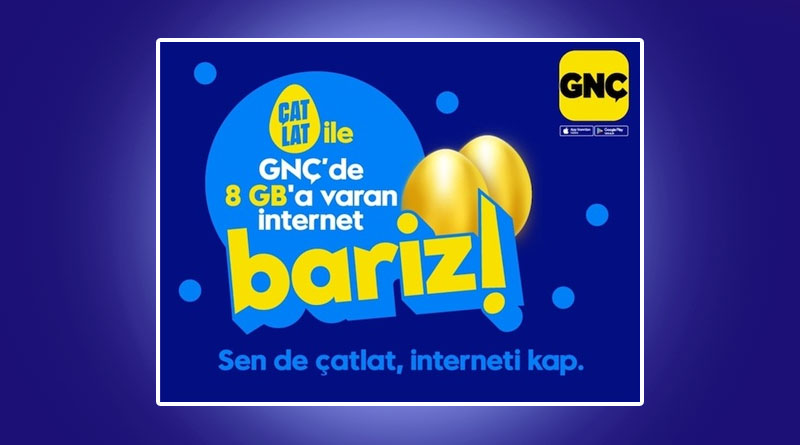 GNÇ
ÇAT
LAT ile
GNÇ'de
8 GB'a varan
internet
bariz!
Sen de çatlat, interneti kap.